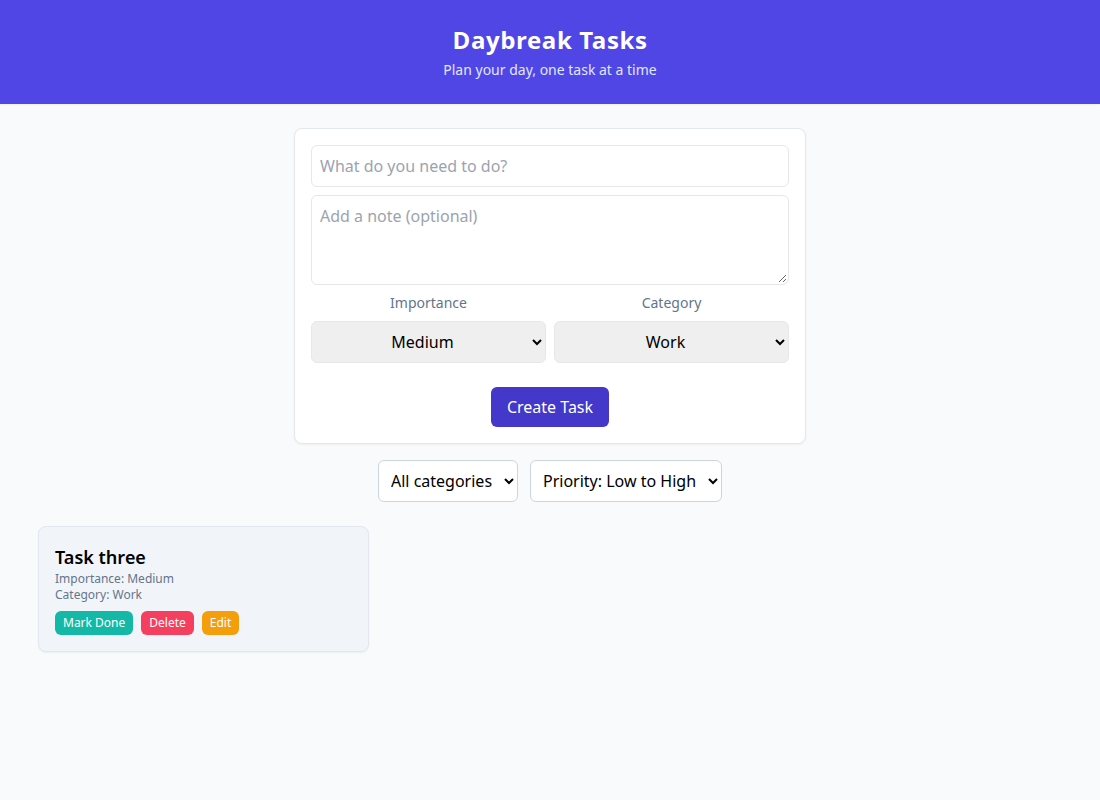 Daybreak Tasks
Plan your day, one task at a time
What do you need to do?
Add a note (optional)
Importance
Category
Medium
Work
Create Task
All categories
Priority: Low to High
Task three
Importance: Medium
Category: Work
Mark Done
Delete
Edit